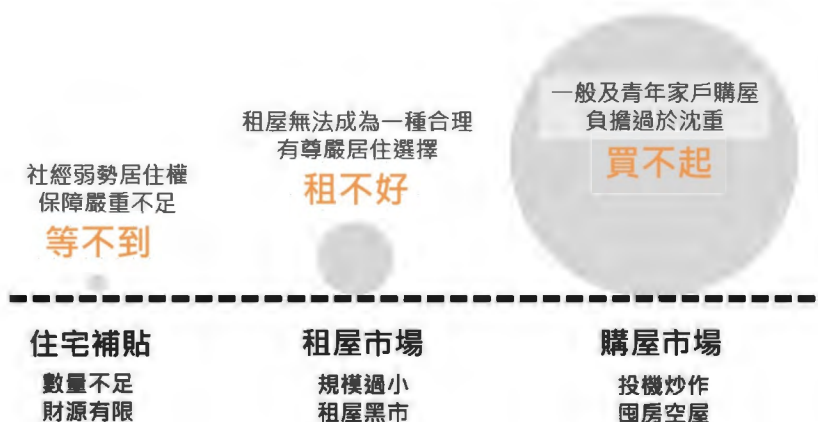 社經弱勢居住權
保障嚴重不足
等不到
租屋無法成為一種合理
有尊嚴居住選擇
租不好
一般及青年家戶購屋
負擔過於沈重
買不起
住宅補貼
數量不足
財源有限
租屋市場
規模過小
租屋黑市
購屋市場
投機炒作
囤房空屋